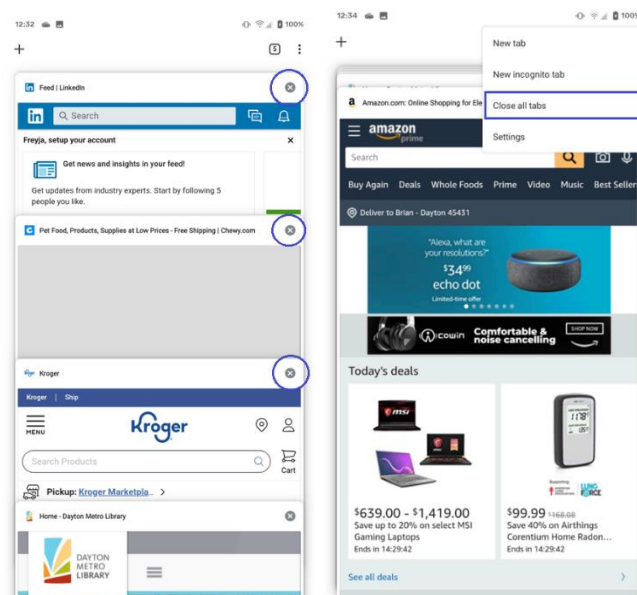 12:32
100%
5
Feed | LinkedIn
in
Search
Freyja, setup your account
Get news and insights in your feed!
Get updates from industry experts. Start by following 5
people you like.
Pet Food, Products, Supplies at Low Prices - Free Shipping | Chewy.com
Kroger
Kroger | Ship
MENU
Kroger
Search Products
Cart
Pickup: Kroger Marketpla...
Home - Dayton Metro Library
DAYTON
METRO
LIBRARY
12:34
100%
New tab
New incognito tab
Close all tabs
Settings
Amazon.com: Online Shopping for Ele
amazon
prime
Search
Buy Again Deals Whole Foods Prime Video Music Best Seller
Deliver to Brian - Dayton 45431
"Alexa, what are
your resolutions?"
$34⁹⁹
echo dot
Limited-time offer
cowin
Comfortable &
noise cancelling
SHOP NOW
Today's deals
msi
$639.00 - $1,419.00
Save up to 20% on select MSI
Gaming Laptops
Ends in 14:29:42
LUNG
FORCE
$99.99 $168.08
Save 40% on Airthings
Corentium Home Radon...
Ends in 14:29:42
See all deals